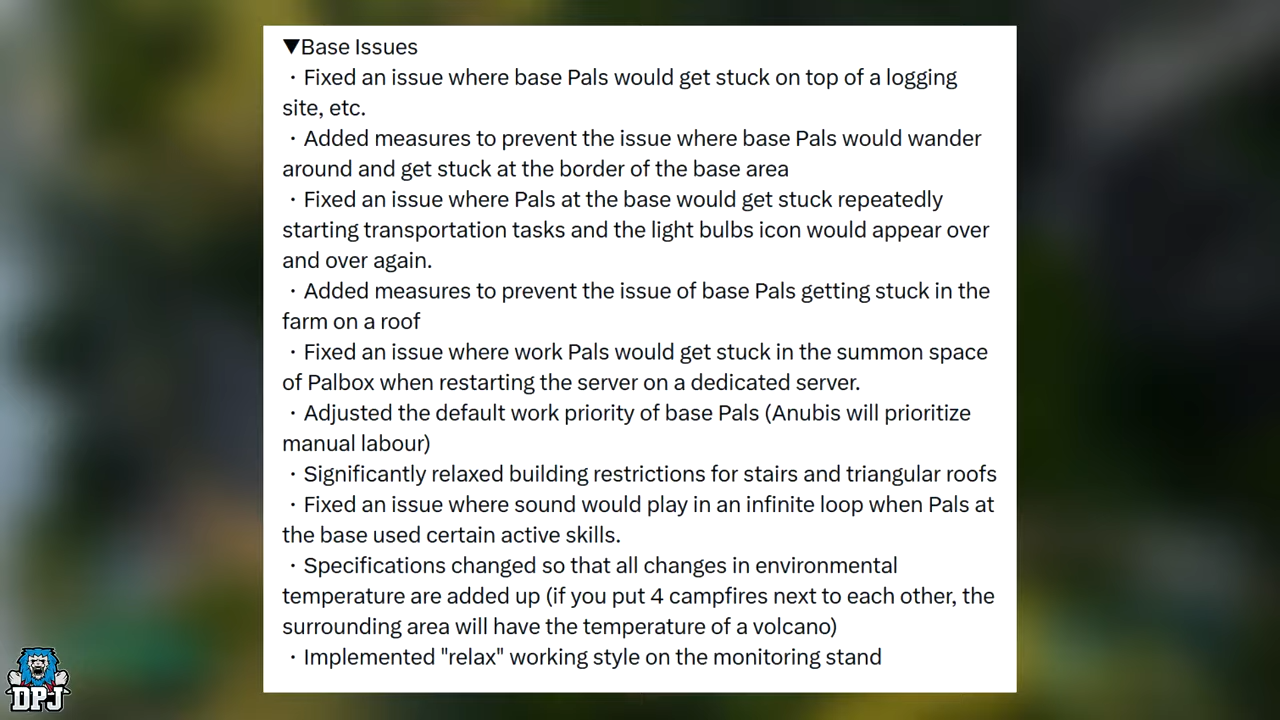 ▼Base Issues
・Fixed an issue where base Pals would get stuck on top of a logging
site, etc.
・Added measures to prevent the issue where base Pals would wander
around and get stuck at the border of the base area
・Fixed an issue where Pals at the base would get stuck repeatedly
starting transportation tasks and the light bulbs icon would appear over
and over again.
・Added measures to prevent the issue of base Pals getting stuck in the
farm on a roof
・Fixed an issue where work Pals would get stuck in the summon space
of Palbox when restarting the server on a dedicated server.
・Adjusted the default work priority of base Pals (Anubis will prioritize
manual labour)
・Significantly relaxed building restrictions for stairs and triangular roofs
・Fixed an issue where sound would play in an infinite loop when Pals at
the base used certain active skills.
・Specifications changed so that all changes in environmental
temperature are added up (if you put 4 campfires next to each other, the
surrounding area will have the temperature of a volcano)
・Implemented "relax" working style on the monitoring stand
DPJ